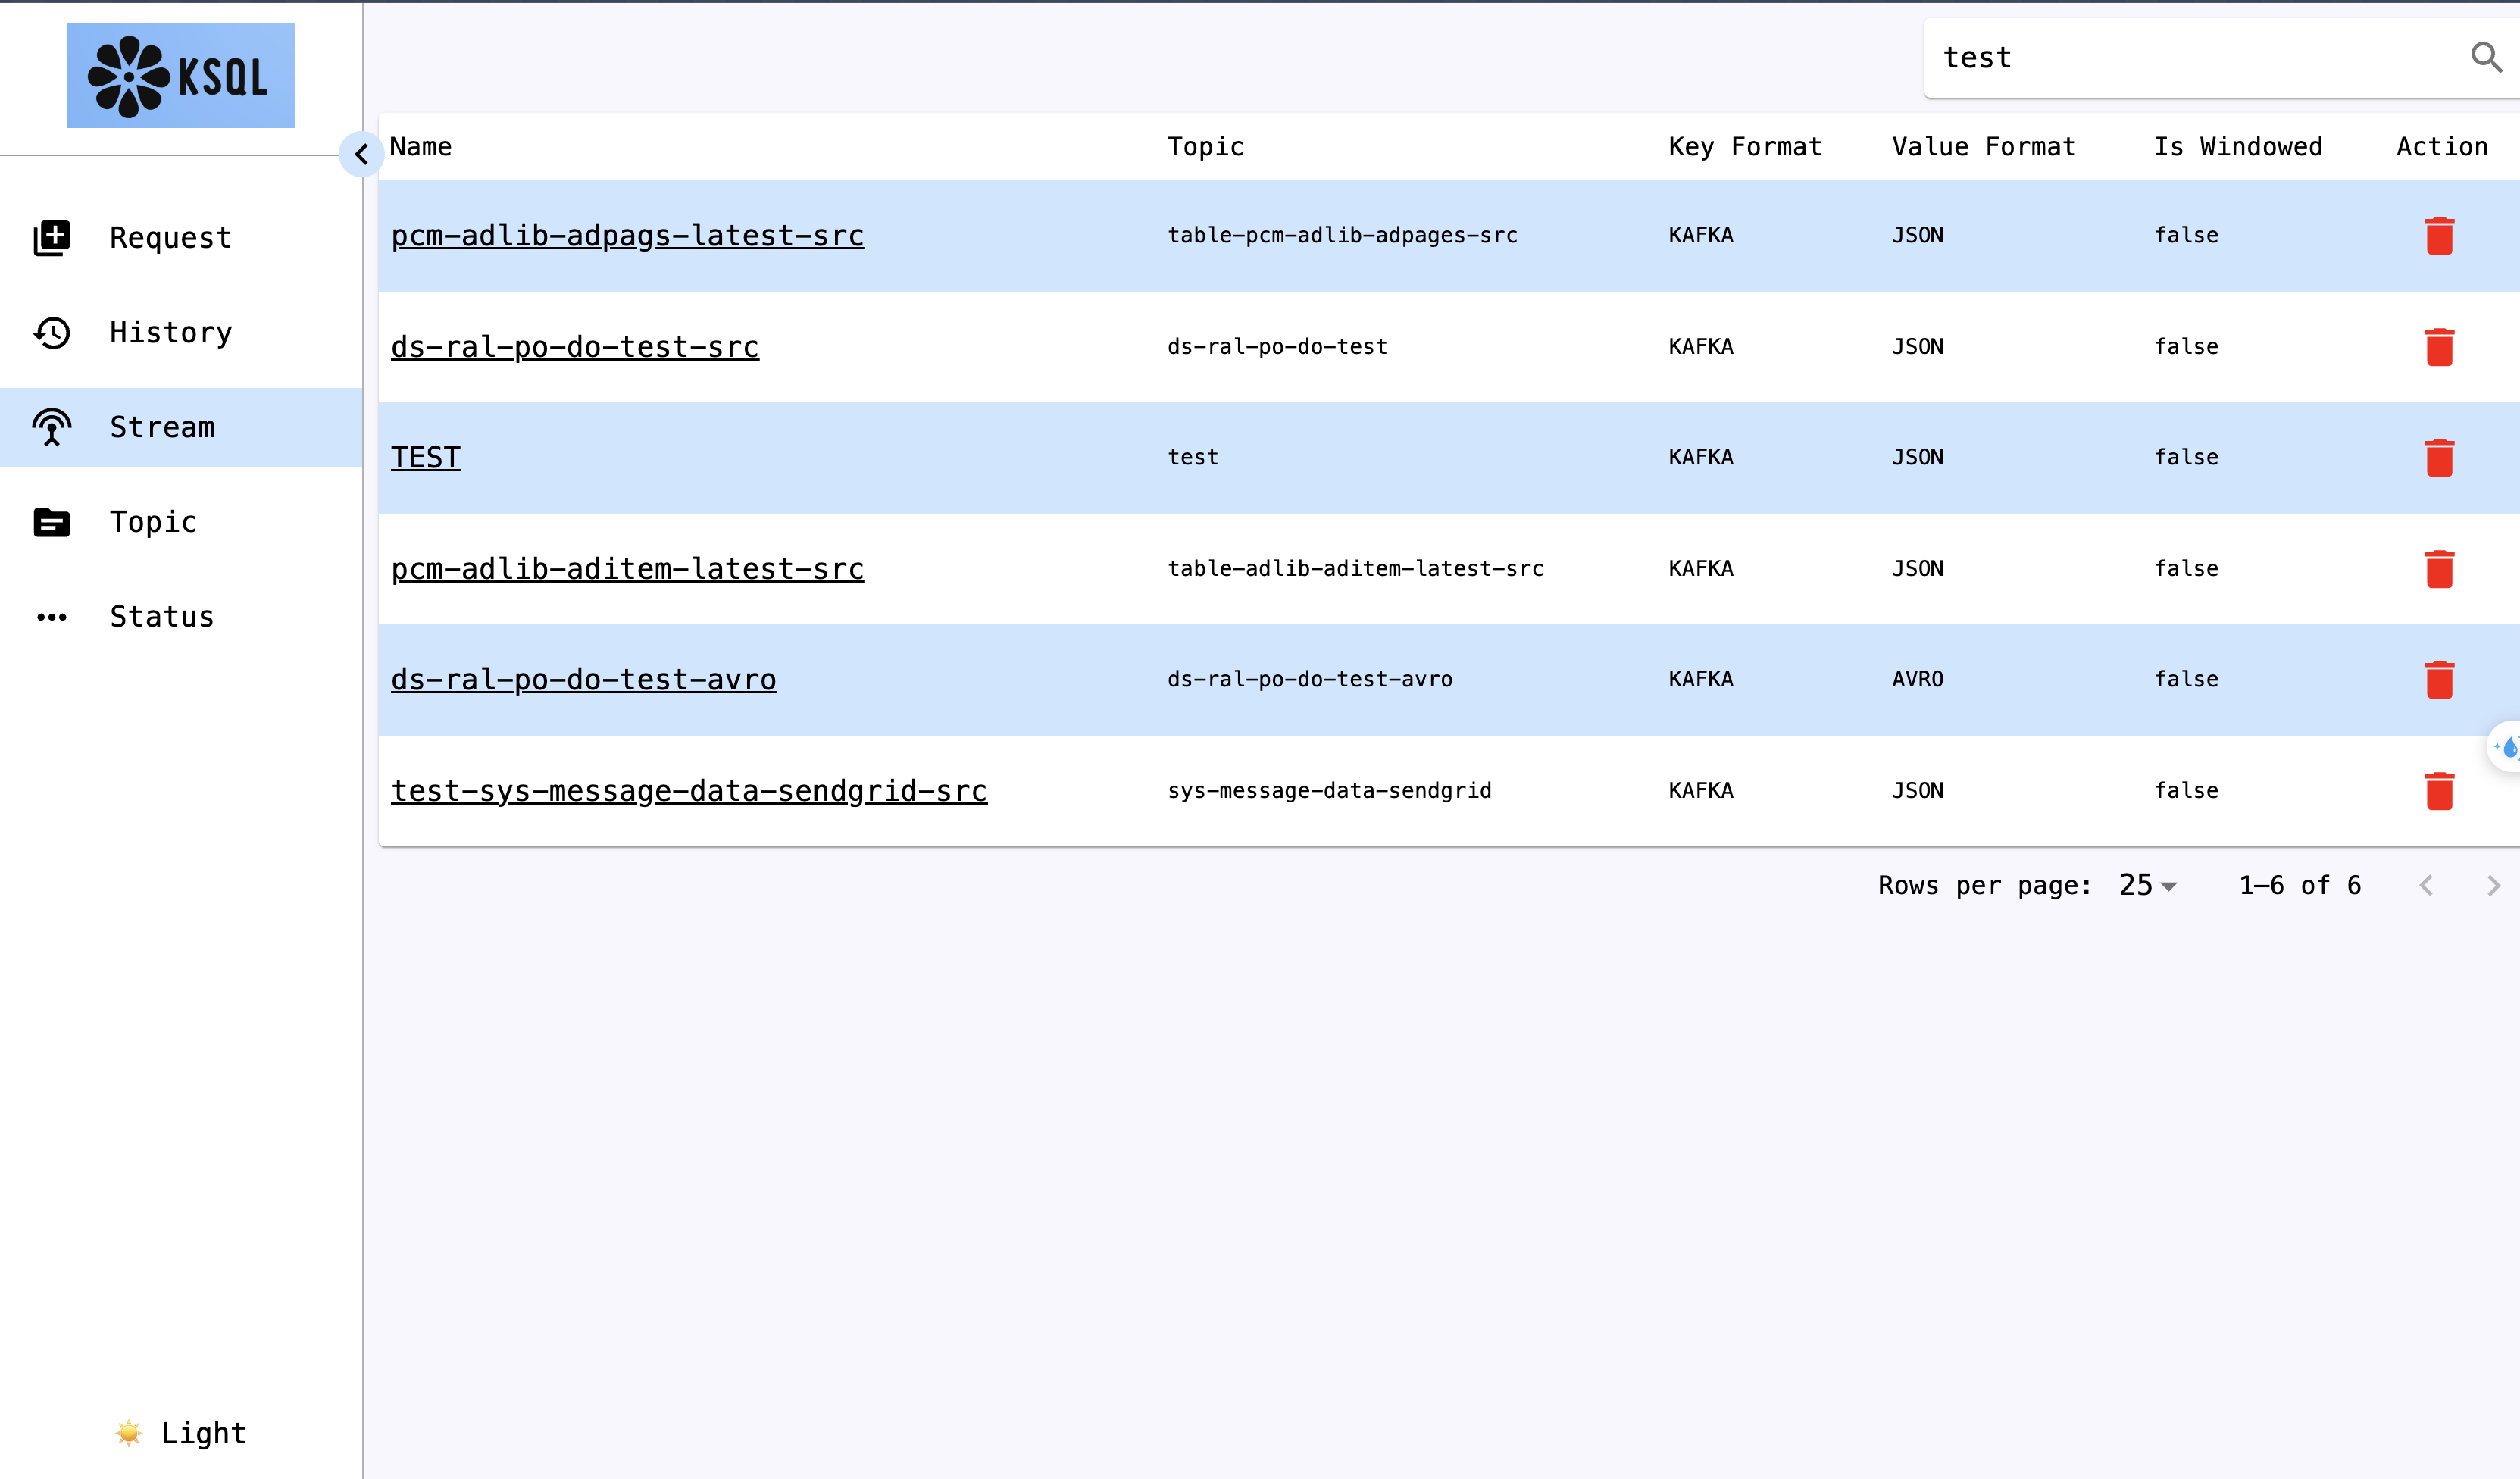 KSQL
test
Name Topic Key Format Value Format Is Windowed Action
Request
pcm-adlib-adpags-latest-src table-pcm-adlib-adpages-src KAFKA JSON false
History
ds-ral-po-do-test-src ds-ral-po-do-test KAFKA JSON false
Stream
TEST test KAFKA JSON false
Topic
pcm-adlib-aditem-latest-src table-adlib-aditem-latest-src KAFKA JSON false
Status
ds-ral-po-do-test-avro ds-ral-po-do-test-avro KAFKA AVRO false
test-sys-message-data-sendgrid-src sys-message-data-sendgrid KAFKA JSON false
Rows per page: 25 1–6 of 6
Light